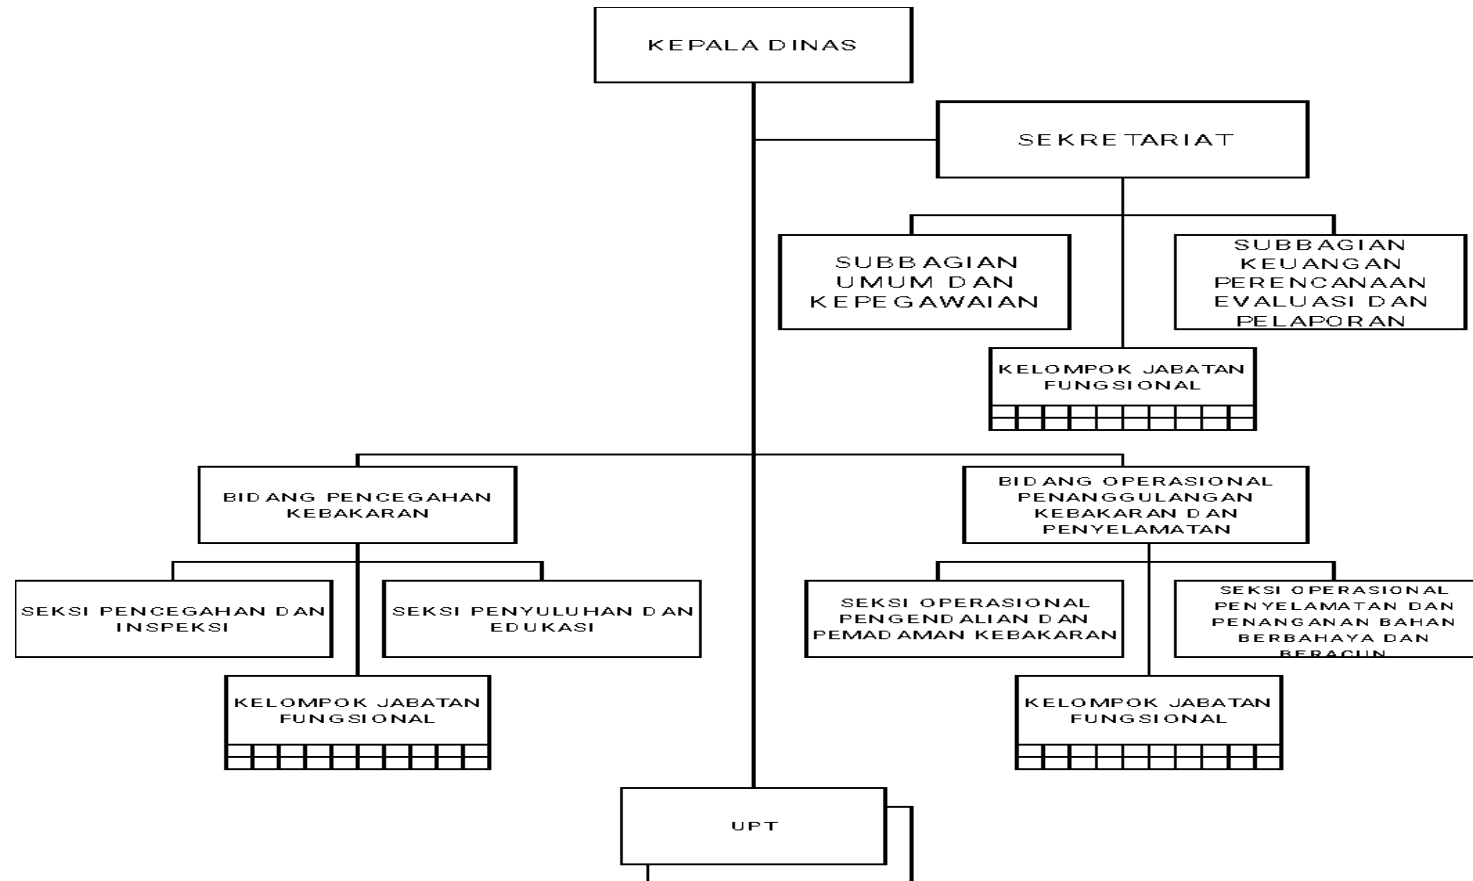 KEPALA DINAS
SEKRETARIAT
SUBBAGIAN
UMUM DAN
KEPEGAWAIAN
SUBBAGIAN
KEUANGAN
PERENCANAAN
EVALUASI DAN
PELAPORAN
KELOMPOK JABATAN
FUNGSIONAL
BIDANG PENCEGAHAN
KEBAKARAN
BIDANG OPERASIONAL
PENANGGULANGAN
KEBAKARAN DAN
PENYELAMATAN
SEKSI PENCEGAHAN DAN
INSPEKSI
SEKSI PENYULUHAN DAN
EDUKASI
SEKSI OPERASIONAL
PENGENDALIAN DAN
PEMADAMAN KEBAKARAN
SEKSI OPERASIONAL
PENYELAMATAN DAN
PENANGANAN BAHAN
BERBAHAYA DAN
BERACUN
KELOMPOK JABATAN
FUNGSIONAL
KELOMPOK JABATAN
FUNGSIONAL
UPT